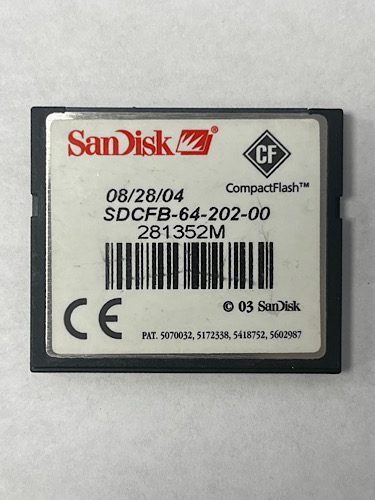 SanDisk
CF
CompactFlash™
08/28/04
SDCFB-64-202-00
281352M
© 03 SanDisk
CE
PAT. 5070032, 5172338, 5418752, 5602987